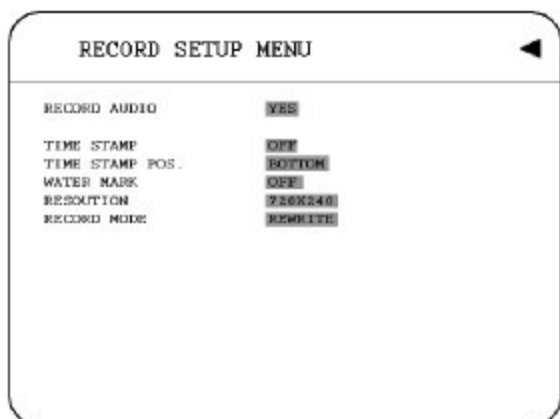 RECORD SETUP MENU
RECORD AUDIO YES
TIME STAMP OFF
TIME STAMP POS. BOTTOM
WATER MARK OFF
RESOUTION 720X240
RECORD MODE REWRITE